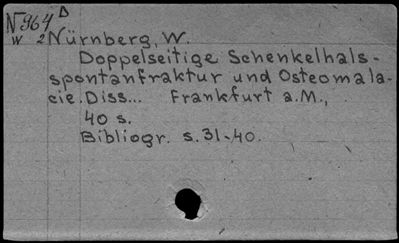 N964 D
W 2 Nürnberg, W.
Doppelseitige Schenkelhals-
spontanfraktur und Osteomala-
cie. Diss... Frankfurt a.M.,
40 s.
Bibliogr. s. 31-40.